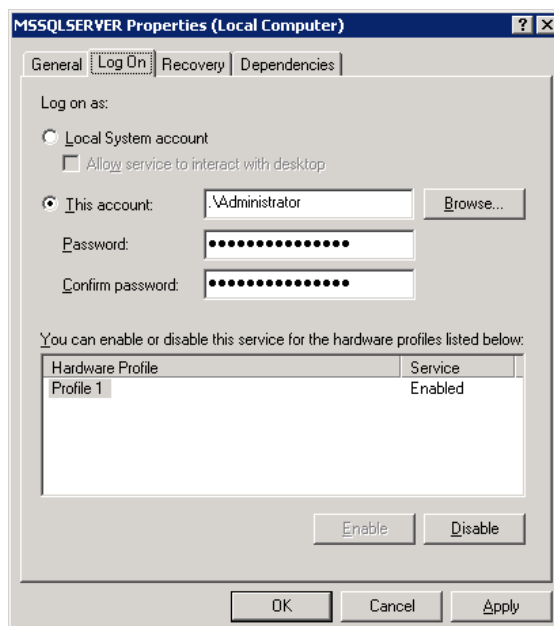 MSSQLSERVER Properties (Local Computer)
General Log On Recovery Dependencies
Log on as:
Local System account
Allow service to interact with desktop
This account: .\Administrator Browse...
Password: ●●●●●●●●●●●●●●●
Confirm password: ●●●●●●●●●●●●●●●
You can enable or disable this service for the hardware profiles listed below:
Hardware Profile Service
Profile 1 Enabled
Enable Disable
OK Cancel Apply